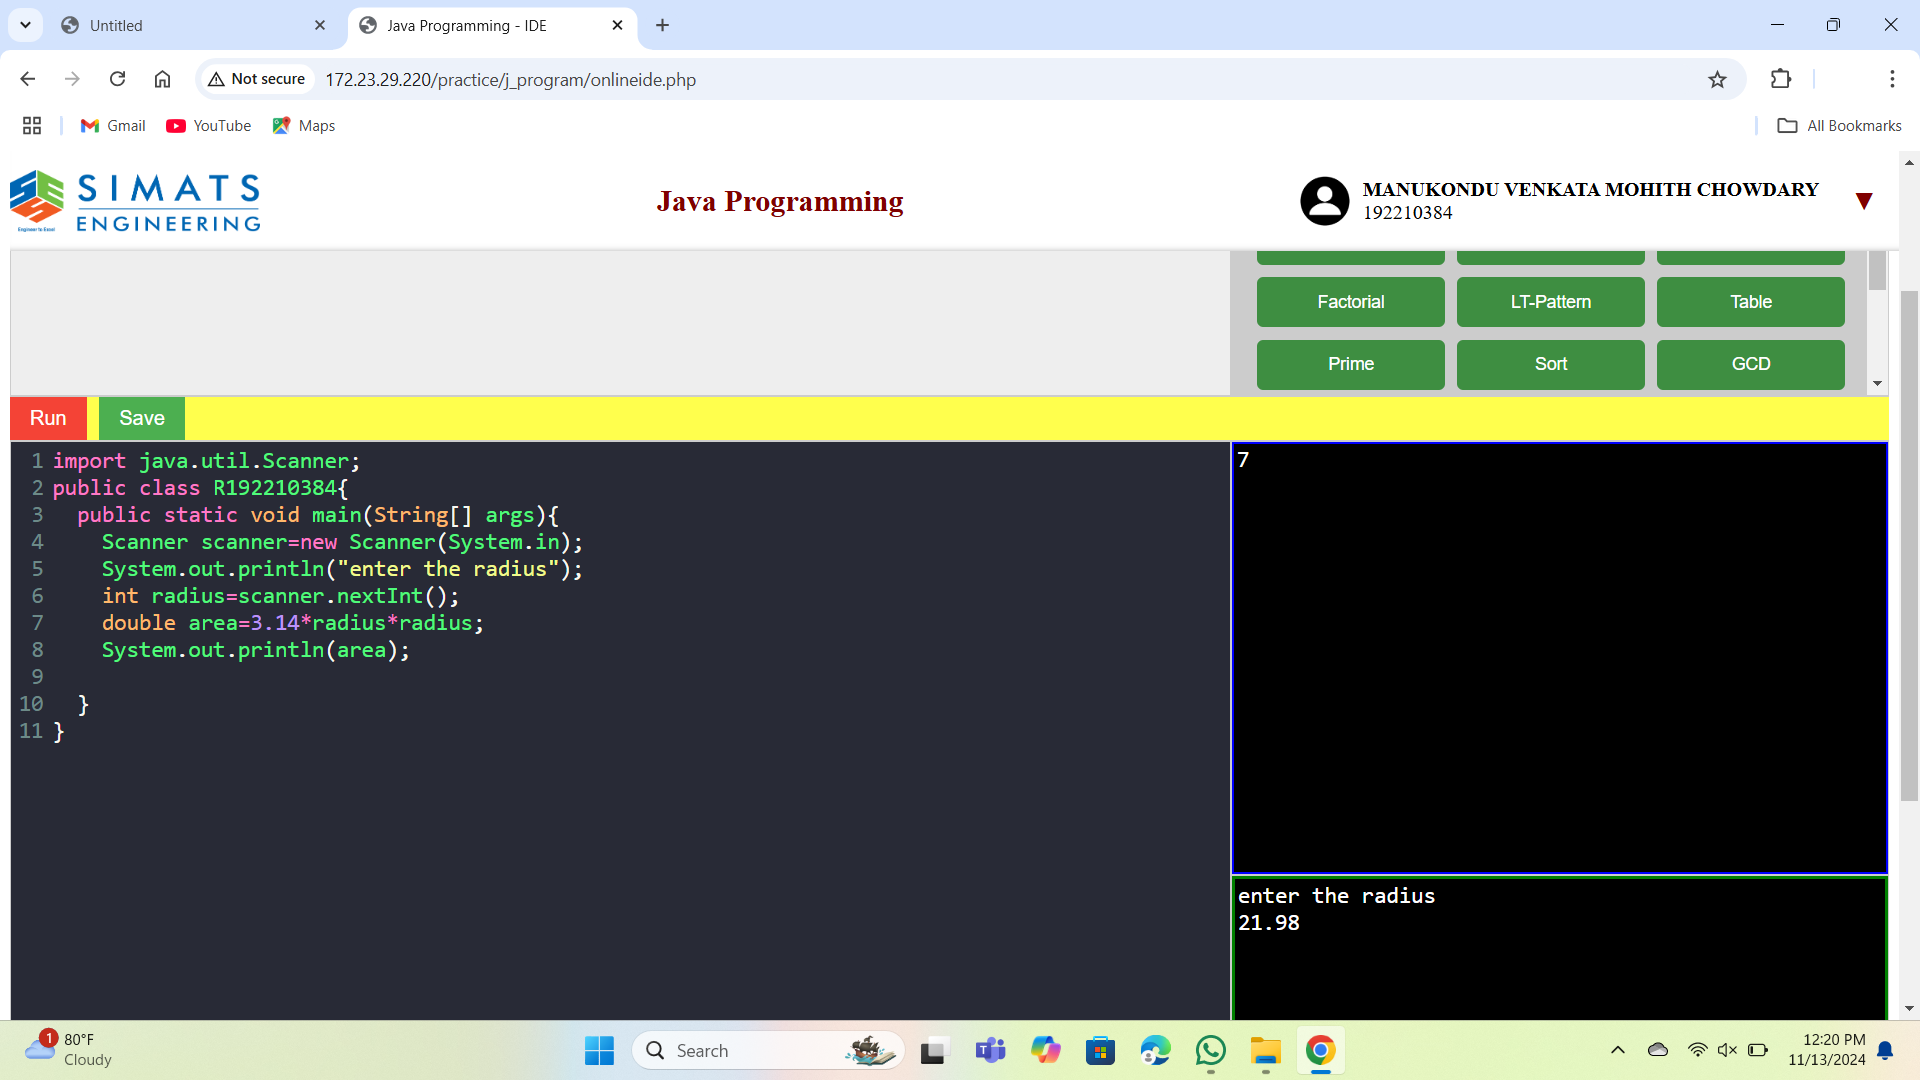 Untitled
Java Programming - IDE
Not secure
172.23.29.220/practice/j_program/onlineide.php
Gmail
YouTube
Maps
All Bookmarks
SIMATS
ENGINEERING
Engineer to Excel
Java Programming
MANUKONDU VENKATA MOHITH CHOWDARY
192210384
Factorial
LT-Pattern
Table
Prime
Sort
GCD
Run
Save
1 import java.util.Scanner;
2 public class R192210384{
3   public static void main(String[] args){
4     Scanner scanner=new Scanner(System.in);
5     System.out.println("enter the radius");
6     int radius=scanner.nextInt();
7     double area=3.14*radius*radius;
8     System.out.println(area);
9
10   }
11 }
7
enter the radius
21.98
1
80°F
Cloudy
Search
12:20 PM
11/13/2024